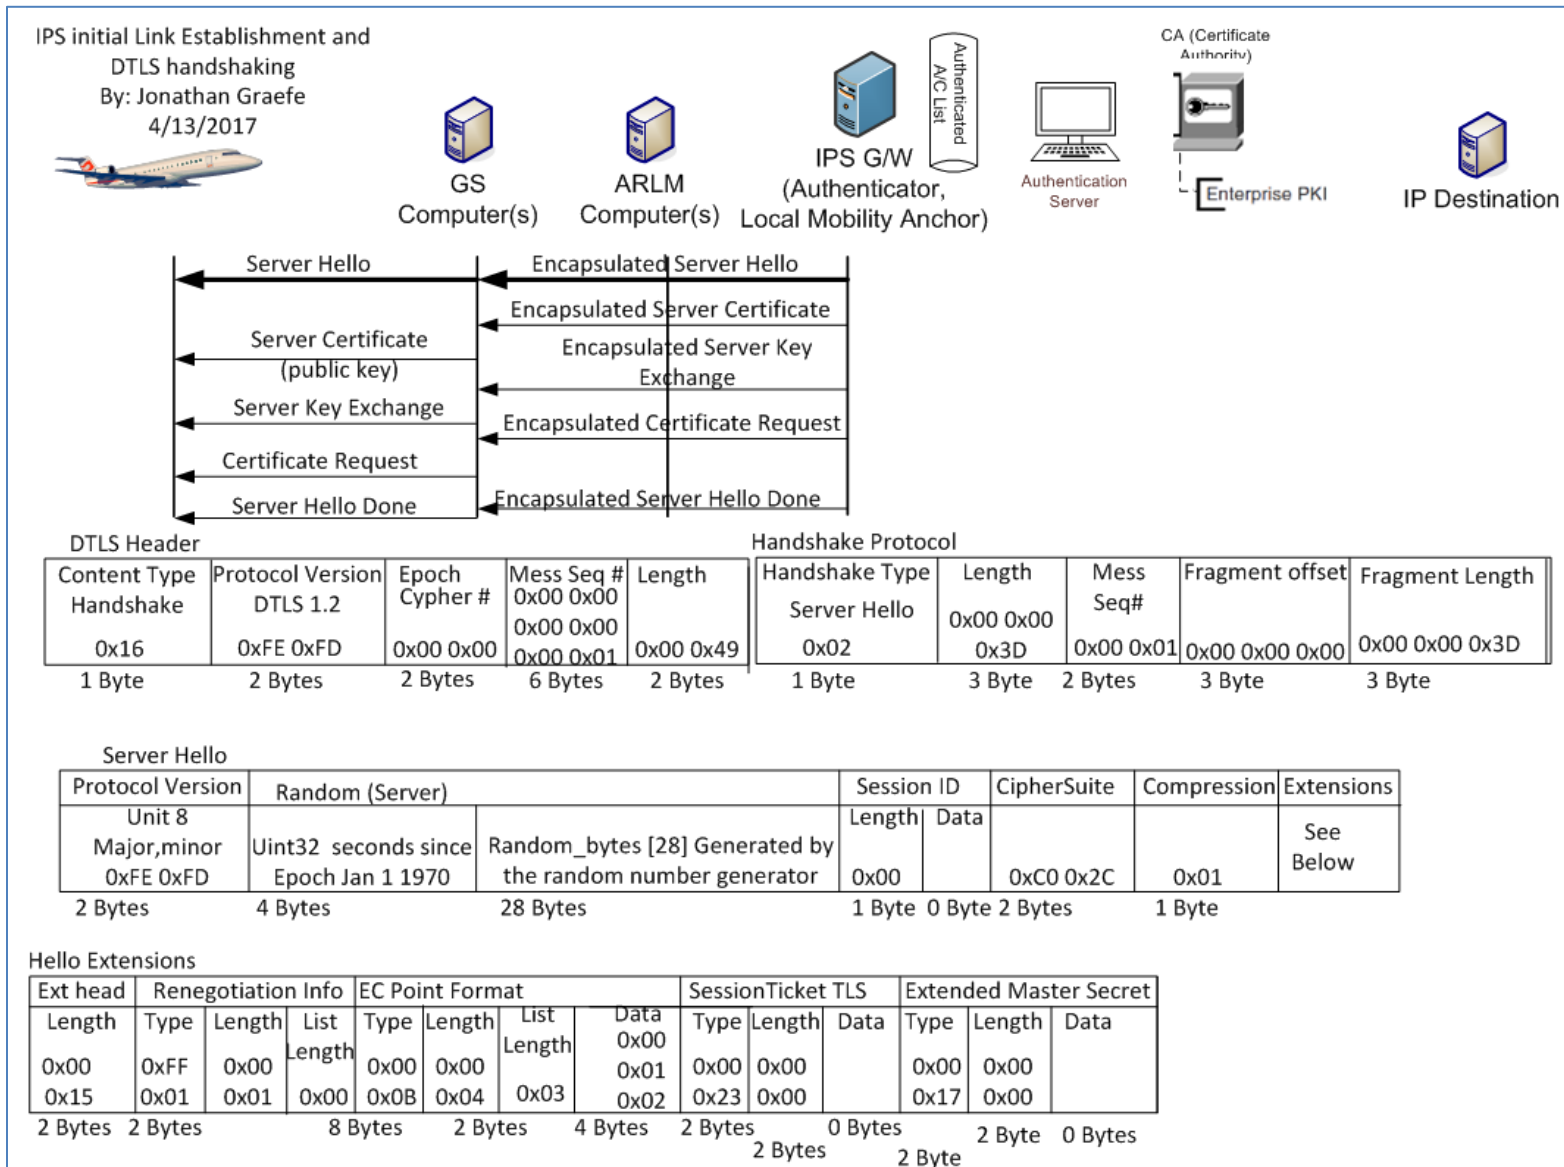 IPS initial Link Establishment and
DTLS handshaking
By: Jonathan Graefe
4/13/2017
GS
Computer(s)
ARLM
Computer(s)
IPS G/W
(Authenticator,
Local Mobility Anchor)
Authenticated
A/C List
Authentication
Server
CA (Certificate
Authority)
Enterprise PKI
IP Destination
Server Hello
Encapsulated Server Hello
Encapsulated Server Certificate
Server Certificate
(public key)
Encapsulated Server Key
Exchange
Server Key Exchange
Encapsulated Certificate Request
Certificate Request
Encapsulated Server Hello Done
Server Hello Done
DTLS Header
Content Type
Handshake
0x16
1 Byte
Protocol Version
DTLS 1.2
0xFE 0xFD
2 Bytes
Epoch
Cypher #
0x00 0x00
2 Bytes
Mess Seq #
0x00 0x00
0x00 0x00
0x00 0x01
6 Bytes
Length
0x00 0x49
2 Bytes
Handshake Protocol
Handshake Type
Server Hello
0x02
1 Byte
Length
0x00 0x00
0x3D
3 Byte
Mess
Seq#
0x00 0x01
2 Bytes
Fragment offset
0x00 0x00 0x00
3 Byte
Fragment Length
0x00 0x00 0x3D
3 Byte
Server Hello
Protocol Version
Unit 8
Major,minor
0xFE 0xFD
2 Bytes
Random (Server)
Uint32 seconds since
Epoch Jan 1 1970
4 Bytes
Random_bytes [28] Generated by
the random number generator
28 Bytes
Session ID
Length
0x00
1 Byte
Data
0 Byte
CipherSuite
0xC0 0x2C
2 Bytes
Compression
0x01
1 Byte
Extensions
See
Below
Hello Extensions
Ext head
Length
0x00
0x15
2 Bytes
Renegotiation Info
Type
0xFF
0x01
2 Bytes
Length
0x00
0x01
List
Length
0x00
8 Bytes
EC Point Format
Type
0x00
0x0B
Length
0x00
0x04
2 Bytes
List
Length
0x03
Data
0x00
0x01
0x02
4 Bytes
SessionTicket TLS
Type
0x00
0x23
2 Bytes
Length
0x00
0x00
2 Bytes
Data
0 Bytes
Extended Master Secret
Type
0x00
0x17
2 Byte
Length
0x00
0x00
2 Byte
Data
0 Bytes